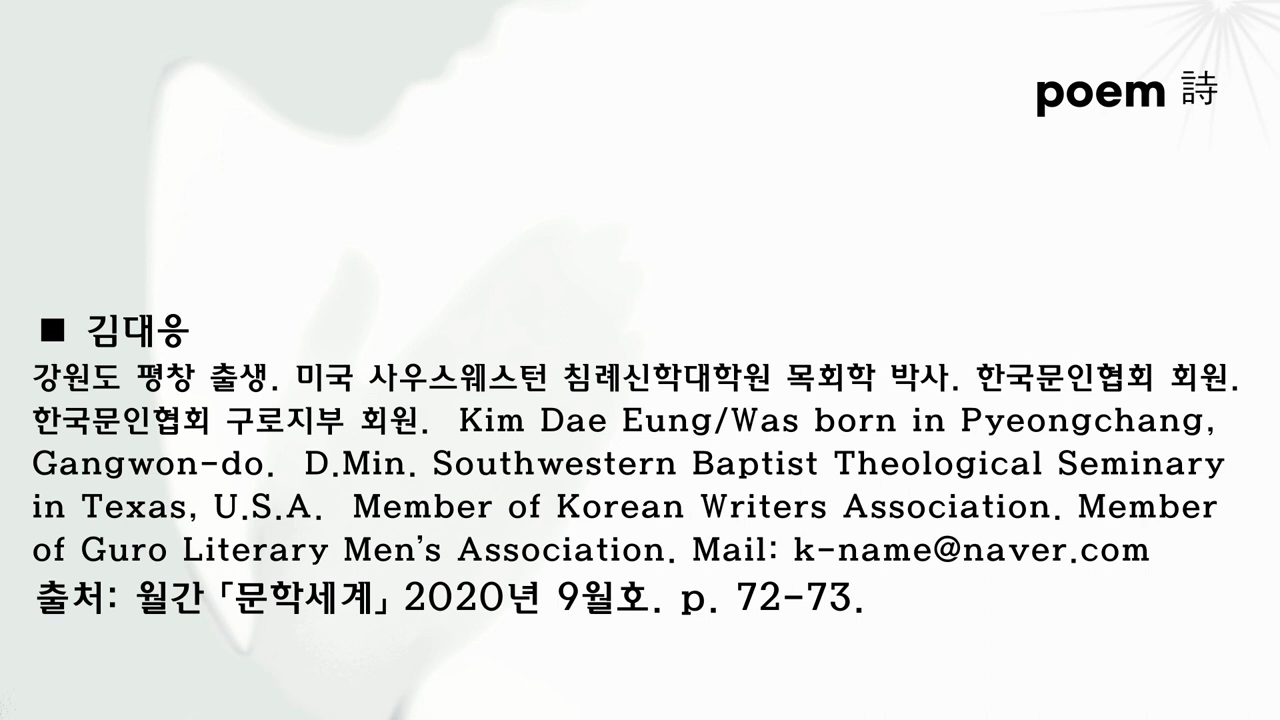 poem 詩
■ 김대응
강원도 평창 출생. 미국 사우스웨스턴 침례신학대학원 목회학 박사. 한국문인협회 회원.
한국문인협회 구로지부 회원. Kim Dae Eung/Was born in Pyeongchang,
Gangwon-do. D.Min. Southwestern Baptist Theological Seminary
in Texas, U.S.A. Member of Korean Writers Association. Member
of Guro Literary Men's Association. Mail: k-name@naver.com
출처: 월간 「문학세계」 2020년 9월호. p. 72-73.